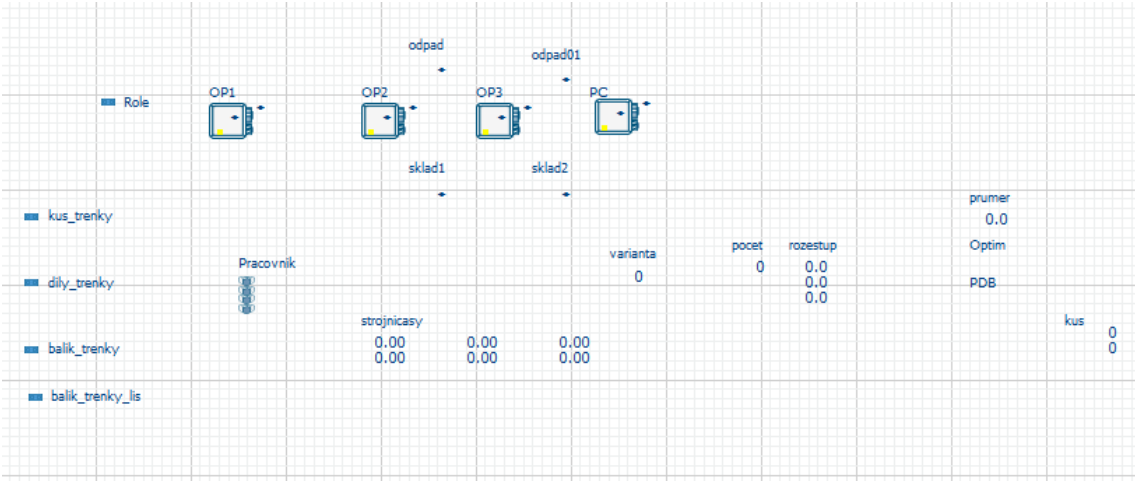 odpad
odpad01
Role
OP1
OP2
OP3
PC
sklad1
sklad2
kus_trenky
prumer
0.0
varianta
0
pocet
0
rozestup
0.0
0.0
0.0
Optim
Pracovnik
dily_trenky
PDB
strojnicasy
0.00 0.00 0.00
0.00 0.00 0.00
kus
0
0
balik_trenky
balik_trenky_lis